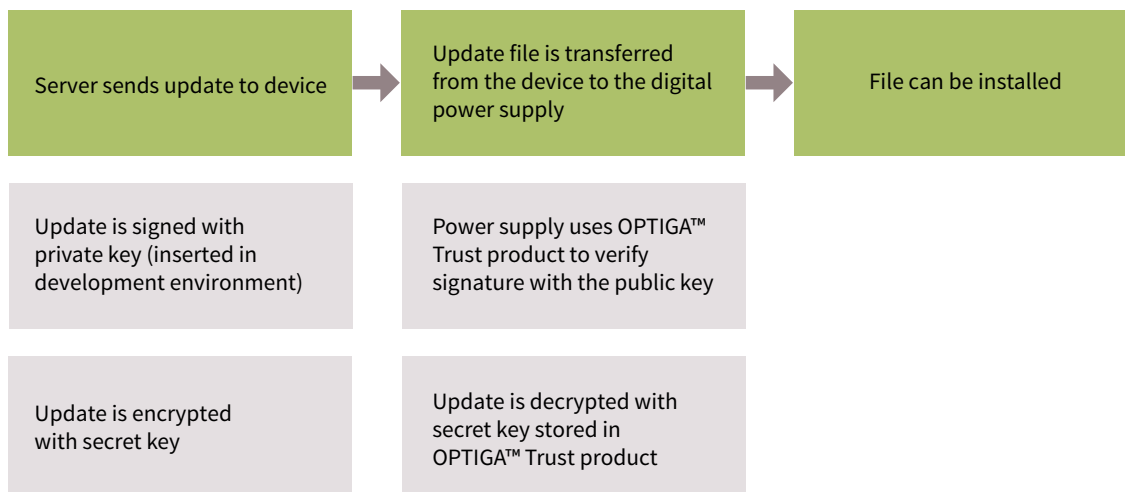 Server sends update to device
Update file is transferred
from the device to the digital
power supply
File can be installed
Update is signed with
private key (inserted in
development environment)
Power supply uses OPTIGA™
Trust product to verify
signature with the public key
Update is encrypted
with secret key
Update is decrypted with
secret key stored in
OPTIGA™ Trust product